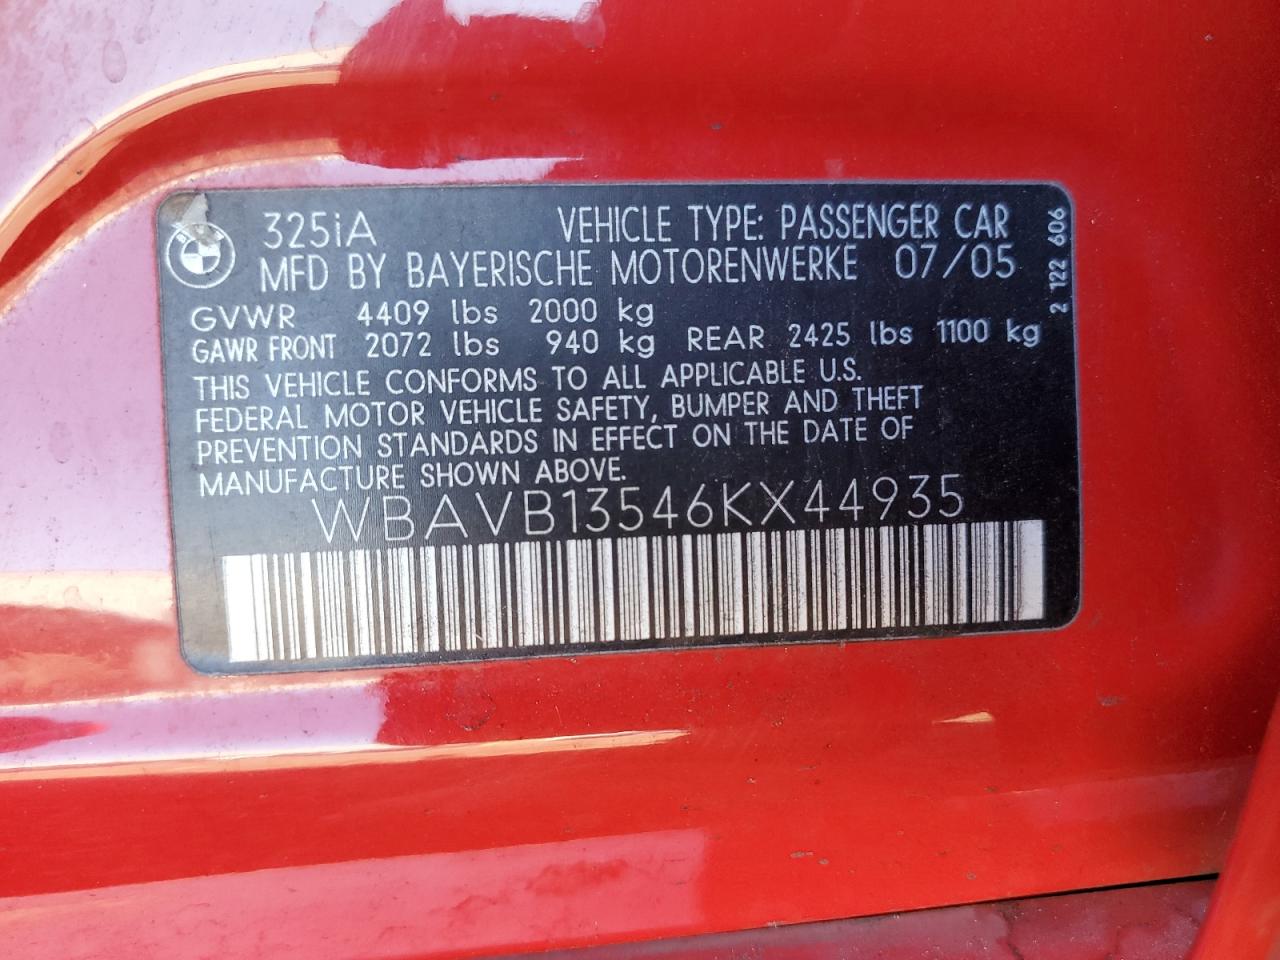 325iA VEHICLE TYPE: PASSENGER CAR
MFD BY BAYERISCHE MOTORENWERKE 07/05
GVWR 4409 lbs 2000 kg
GAWR FRONT 2072 lbs 940 kg REAR 2425 lbs 1100 kg
THIS VEHICLE CONFORMS TO ALL APPLICABLE U.S.
FEDERAL MOTOR VEHICLE SAFETY, BUMPER AND THEFT
PREVENTION STANDARDS IN EFFECT ON THE DATE OF
MANUFACTURE SHOWN ABOVE.
WBAVB13546KX44935
2 122 606